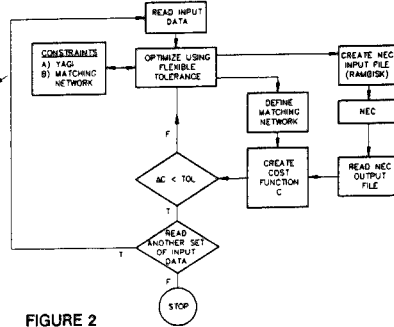 READ INPUT
DATA
CONSTRAINTS
A) YAGI
B) MATCHING
NETWORK
OPTIMIZE USING
FLEXIBLE
TOLERANCE
CREATE NEC
INPUT FILE
(RAMDISK)
DEFINE
MATCHING
NETWORK
NEC
F
ΔC < TOL
CREATE
COST
FUNCTION
C
READ NEC
OUTPUT
FILE
T
READ
ANOTHER SET
OF INPUT
DATA
T
F
STOP
FIGURE 2